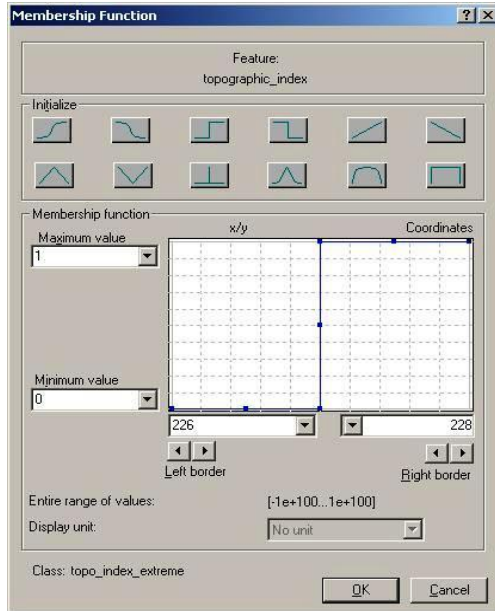 Membership Function
Feature:
topographic_index
Initialize
Membership function
x/y
Coordinates
Maximum value
1
Minimum value
0
226
228
Left border
Right border
Entire range of values:
[-1e+100...1e+100]
Display unit:
No unit
Class: topo_index_extreme
OK
Cancel